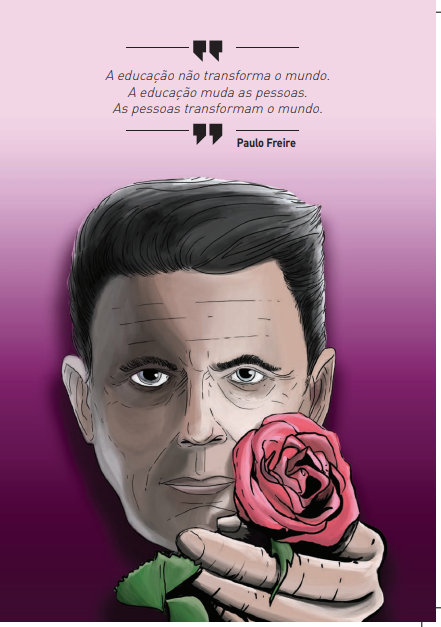 A educação não transforma o mundo.
A educação muda as pessoas.
As pessoas transformam o mundo.
Paulo Freire